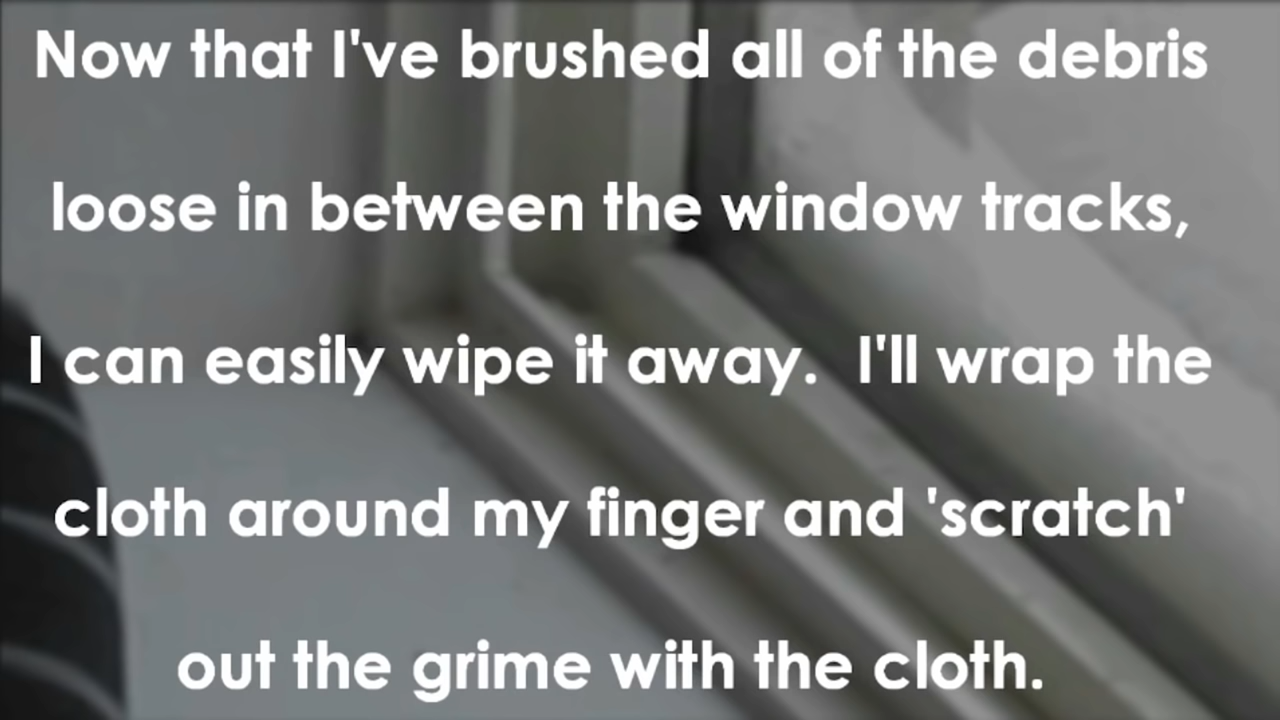 Now that I've brushed all of the debris
loose in between the window tracks,
I can easily wipe it away.  I'll wrap the
cloth around my finger and 'scratch'
out the grime with the cloth.